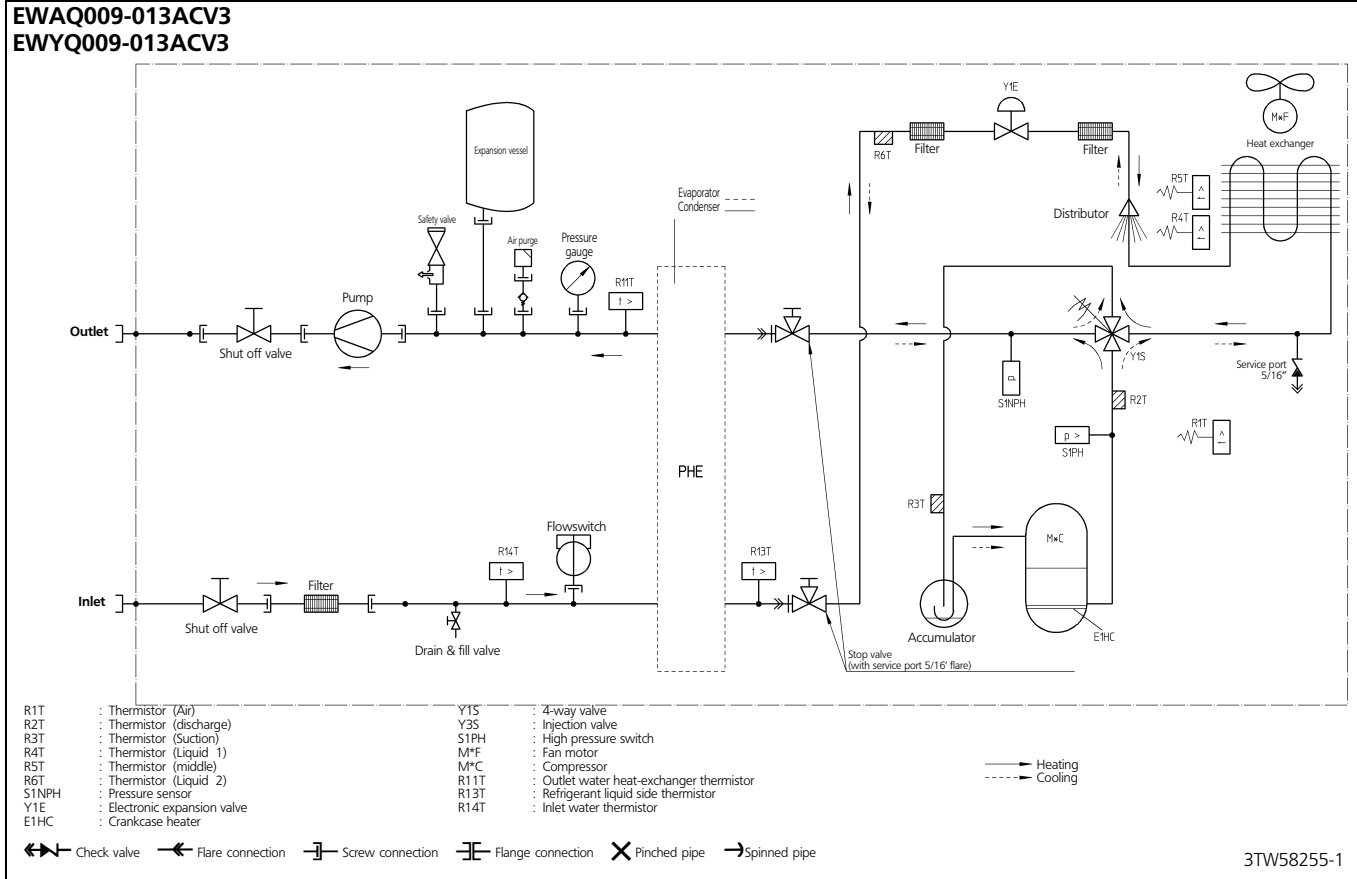 EWAQ009-013ACV3
EWYQ009-013ACV3
Y1E
M*F
Expansion vessel
R6T
Filter
Filter
Heat exchanger
Evaporator
Condenser
R5T
Safety valve
Distributor
R4T
Air purge
Pressure
gauge
R11T
t >
Pump
Outlet
Shut off valve
Y1S
Service port
5/16"
p
S1NPH
R2T
R1T
t >
t >
t >
p >
S1PH
PHE
R3T
Flowswitch
M*C
R14T
t >
R13T
t >
Filter
Inlet
Shut off valve
Drain & fill valve
Accumulator
E1HC
Stop valve
(with service port 5/16' flare)
R1T : Thermistor (Air)
R2T : Thermistor (discharge)
R3T : Thermistor (Suction)
R4T : Thermistor (Liquid 1)
R5T : Thermistor (middle)
R6T : Thermistor (Liquid 2)
S1NPH : Pressure sensor
Y1E : Electronic expansion valve
E1HC : Crankcase heater
Y1S : 4-way valve
Y3S : Injection valve
S1PH : High pressure switch
M*F : Fan motor
M*C : Compressor
R11T : Outlet water heat-exchanger thermistor
R13T : Refrigerant liquid side thermistor
R14T : Inlet water thermistor
Heating
Cooling
Check valve
Flare connection
Screw connection
Flange connection
Pinched pipe
Spinned pipe
3TW58255-1